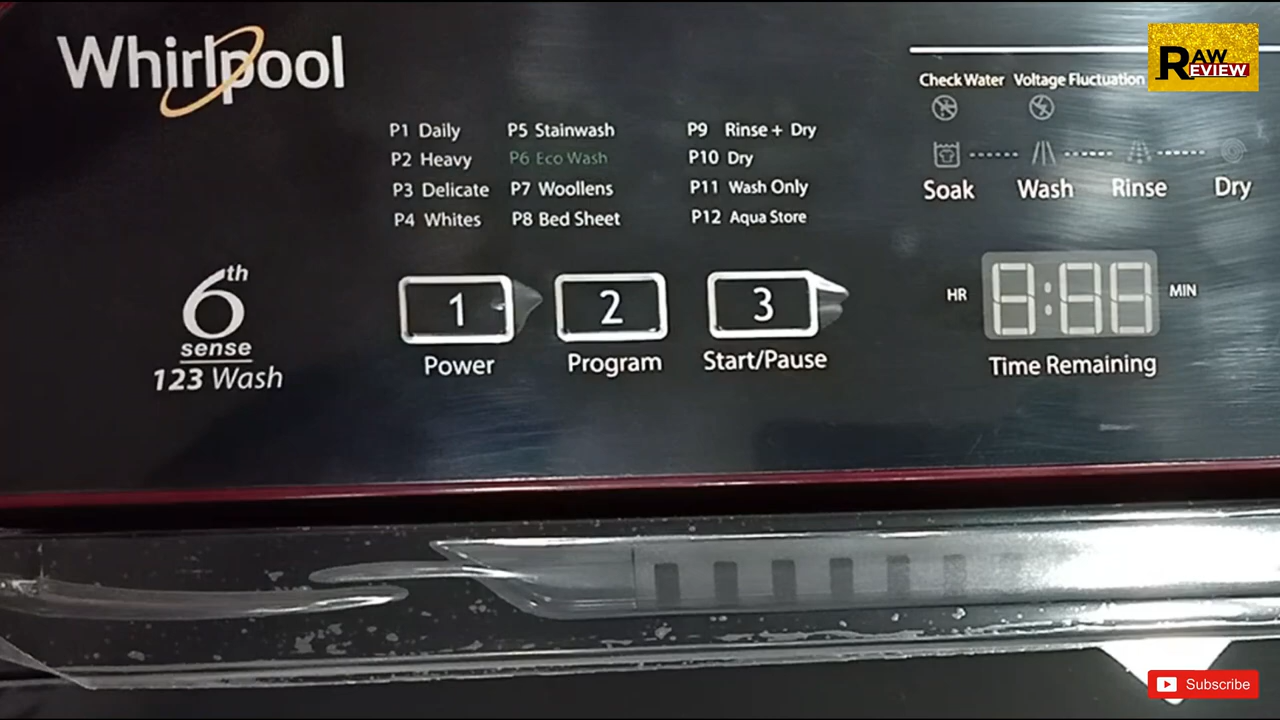 Whirlpool
RAW
REVIEW
Check Water Voltage Fluctuation
P1 Daily P5 Stainwash P9 Rinse + Dry
P2 Heavy P6 Eco Wash P10 Dry
P3 Delicate P7 Woollens P11 Wash Only
P4 Whites P8 Bed Sheet P12 Aqua Store
Soak Wash Rinse Dry
6th
sense
123 Wash
1 2 3
Power Program Start/Pause
HR MIN
Time Remaining
Subscribe